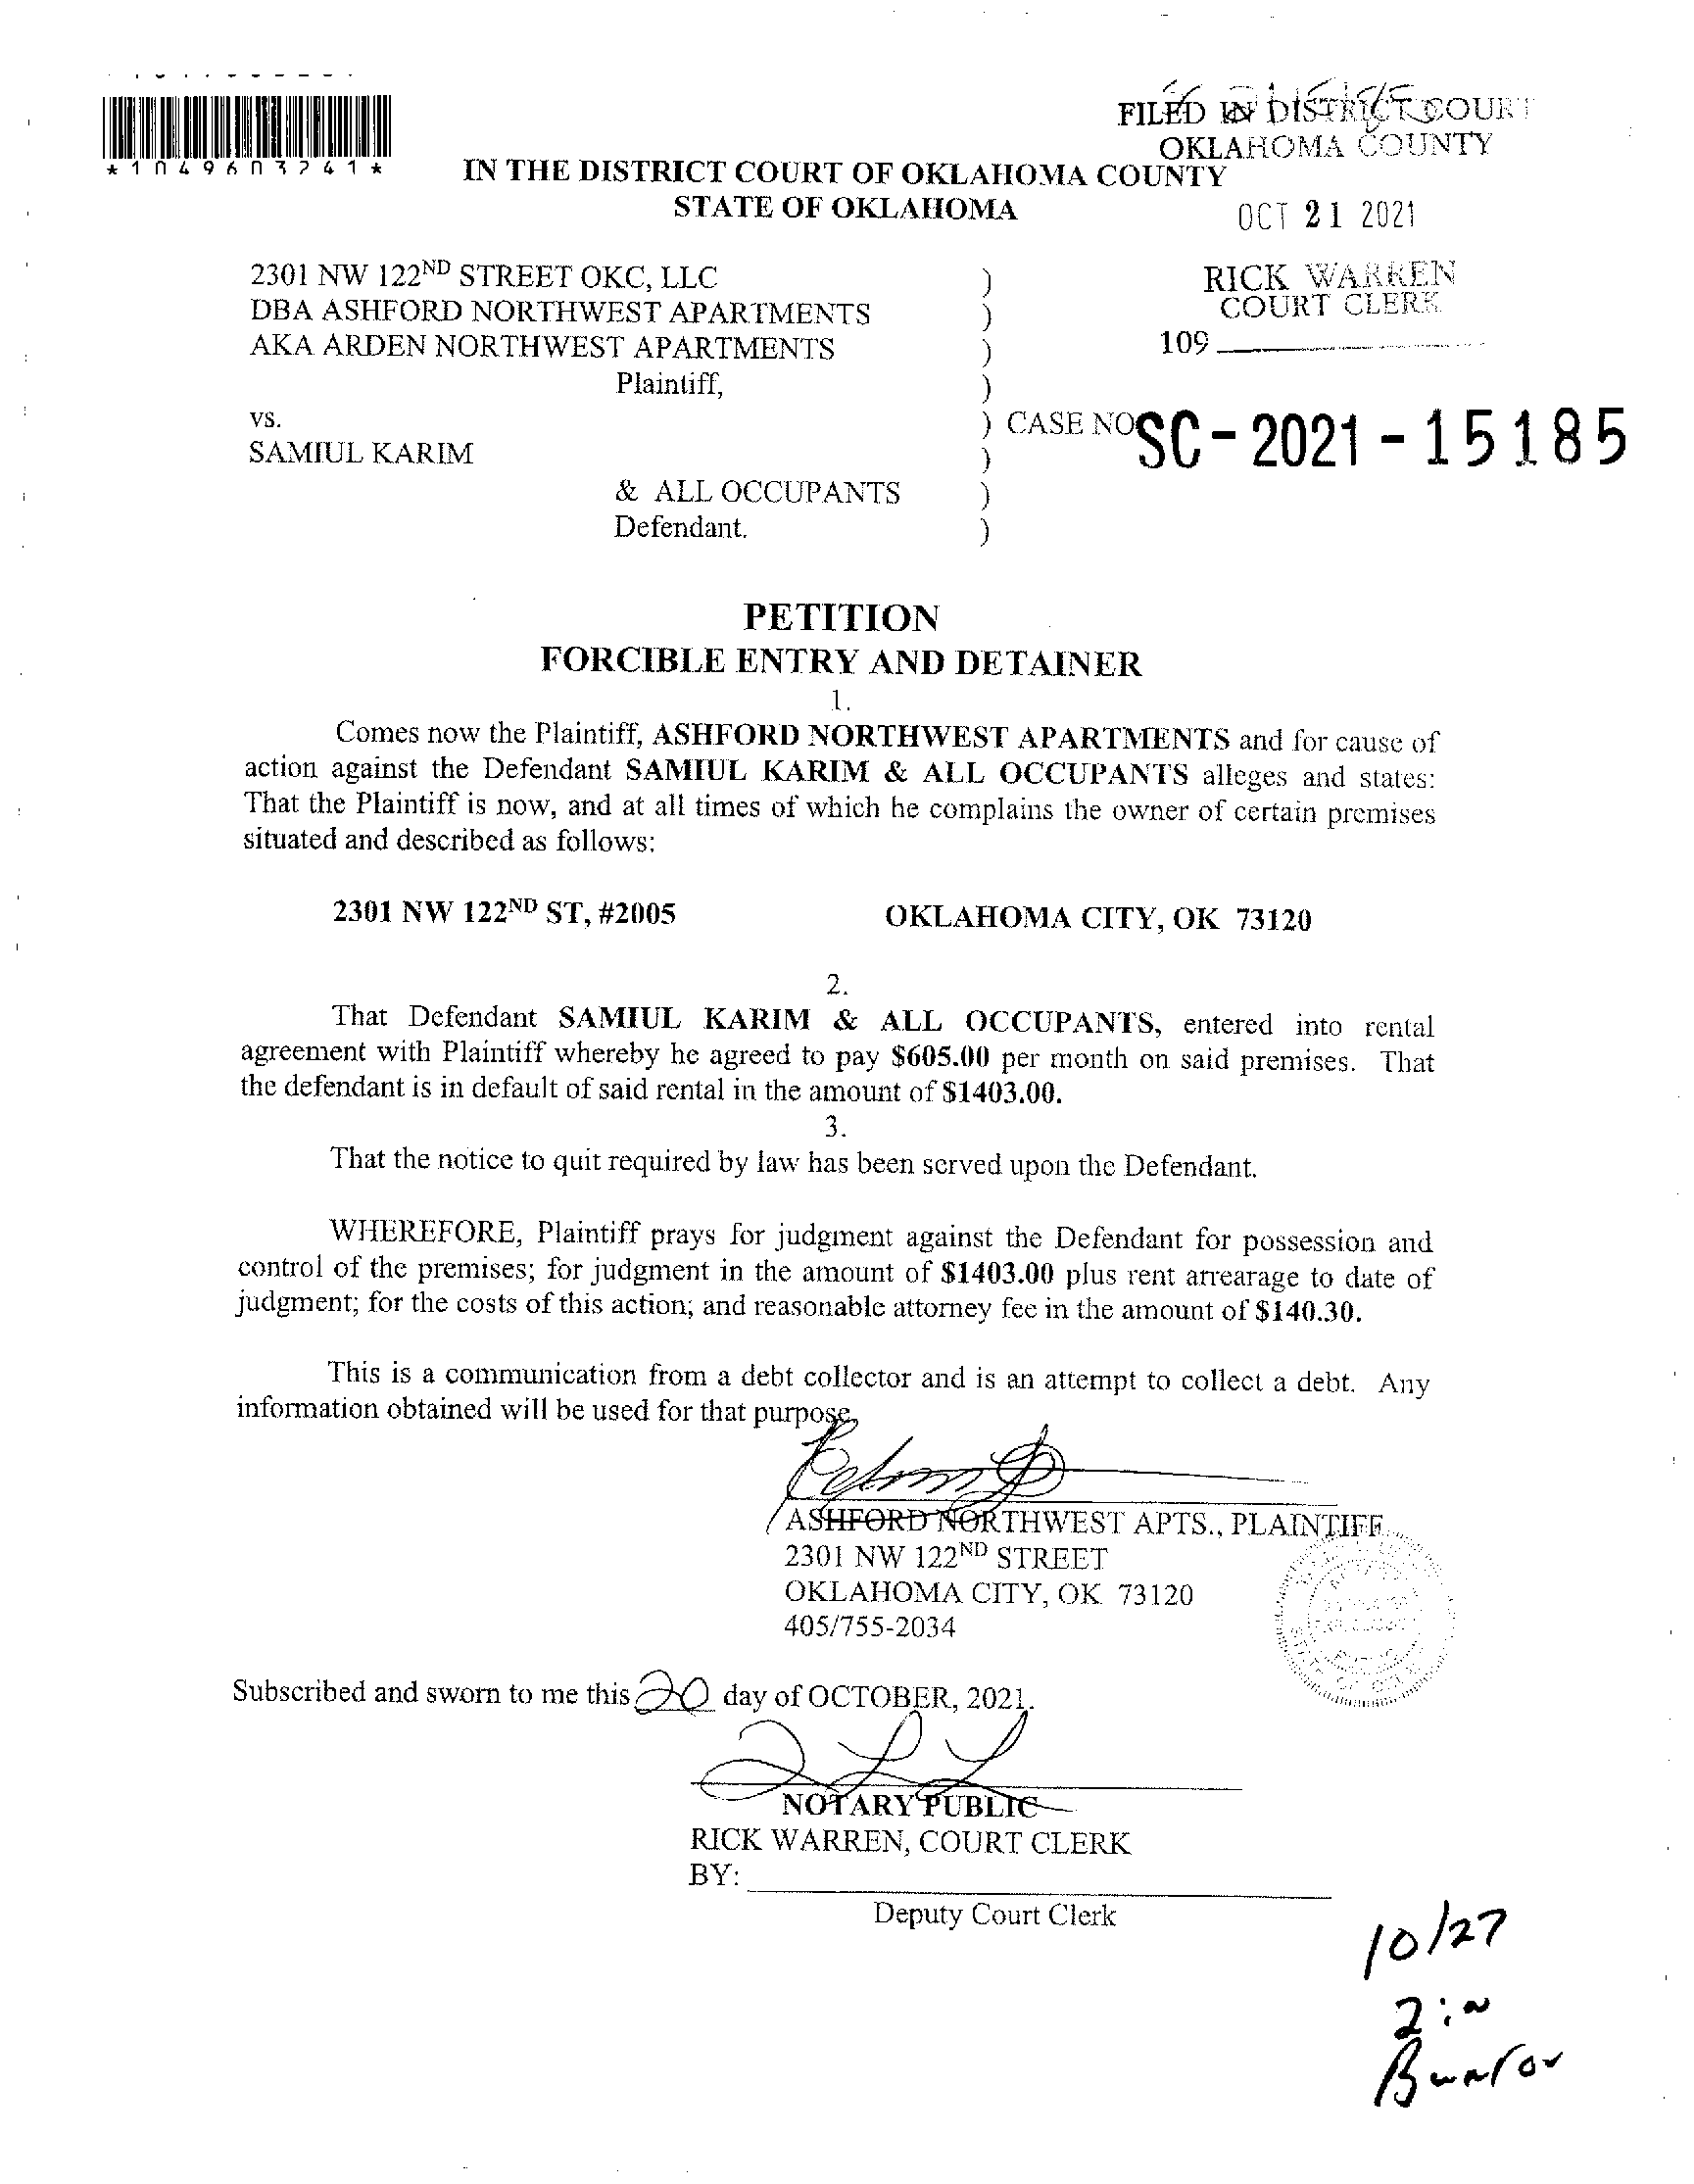 *10496037241*
FILED IN DISTRICT COURT
OKLAHOMA COUNTY
IN THE DISTRICT COURT OF OKLAHOMA COUNTY
STATE OF OKLAHOMA
OCT 21 2021
2301 NW 122ND STREET OKC, LLC )
DBA ASHFORD NORTHWEST APARTMENTS )
AKA ARDEN NORTHWEST APARTMENTS )
RICK WARREN
COURT CLERK
109
Plaintiff, )
vs. ) CASE NO SC-2021-15185
SAMIUL KARIM )
& ALL OCCUPANTS )
Defendant. )
PETITION
FORCIBLE ENTRY AND DETAINER
1.
Comes now the Plaintiff, ASHFORD NORTHWEST APARTMENTS and for cause of
action against the Defendant SAMIUL KARIM & ALL OCCUPANTS alleges and states:
That the Plaintiff is now, and at all times of which he complains the owner of certain premises
situated and described as follows:
2301 NW 122ND ST, #2005 OKLAHOMA CITY, OK 73120
2.
That Defendant SAMIUL KARIM & ALL OCCUPANTS, entered into rental
agreement with Plaintiff whereby he agreed to pay $605.00 per month on said premises. That
the defendant is in default of said rental in the amount of $1403.00.
3.
That the notice to quit required by law has been served upon the Defendant.
WHEREFORE, Plaintiff prays for judgment against the Defendant for possession and
control of the premises; for judgment in the amount of $1403.00 plus rent arrearage to date of
judgment; for the costs of this action; and reasonable attorney fee in the amount of $140.30.
This is a communication from a debt collector and is an attempt to collect a debt. Any
information obtained will be used for that purpose.
ASHFORD NORTHWEST APTS., PLAINTIFF
2301 NW 122ND STREET
OKLAHOMA CITY, OK 73120
405/755-2034
Subscribed and sworn to me this 20 day of OCTOBER, 2021.
NOTARY PUBLIC
RICK WARREN, COURT CLERK
BY:
Deputy Court Clerk
10/27